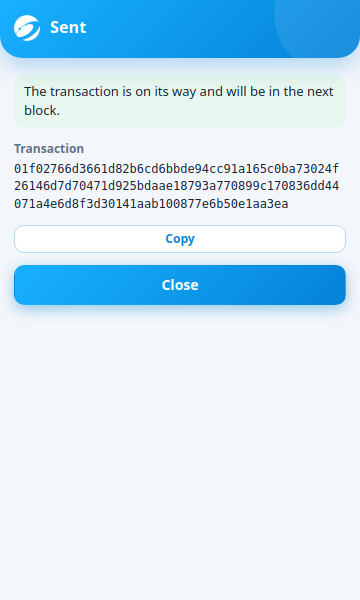 Sent
The transaction is on its way and will be in the next
block.
Transaction
01f02766d3661d82b6cd6bbde94cc91a165c0ba73024f
26146d7d70471d925bdaae18793a770899c170836dd44
071a4e6d8f3d30141aab100877e6b50e1aa3ea
Copy
Close